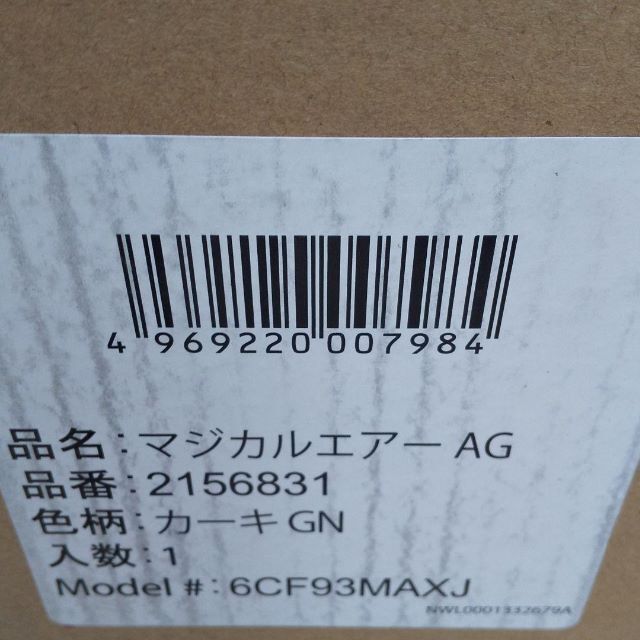 4 969220 007984
品名：マジカルエアー AG
品番：2156831
色柄：カーキ GN
入数：1
Model #：6CF93MAXJ
NWL0001332679A